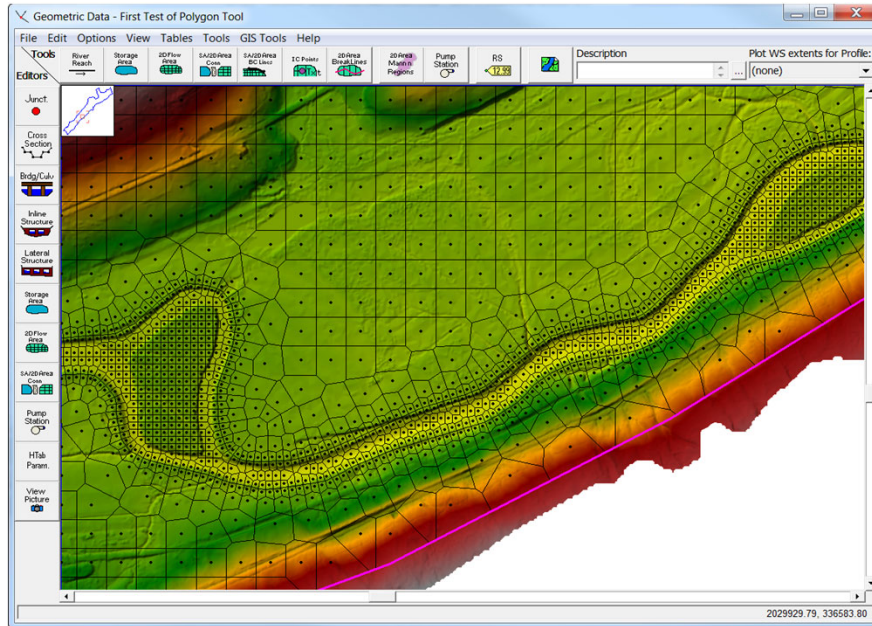 Geometric Data - First Test of Polygon Tool
File Edit Options View Tables Tools GIS Tools Help
Tools
Editors
River
Reach
Storage
Area
2D Flow
Area
SA/2D Area
Conn
SA/2D Area
BC Lines
IC Points
2D Area
BreakLines
2D Area
Mann n
Regions
Pump
Station
RS
12.99
Description
...
Plot WS extents for Profile:
(none)
Junct.
Cross
Section
Brdg/Culv
Inline
Structure
Lateral
Structure
Storage
Area
2D Flow
Area
SA/2D Area
Conn
Pump
Station
HTab
Param.
View
Picture
2029929.79, 336583.80